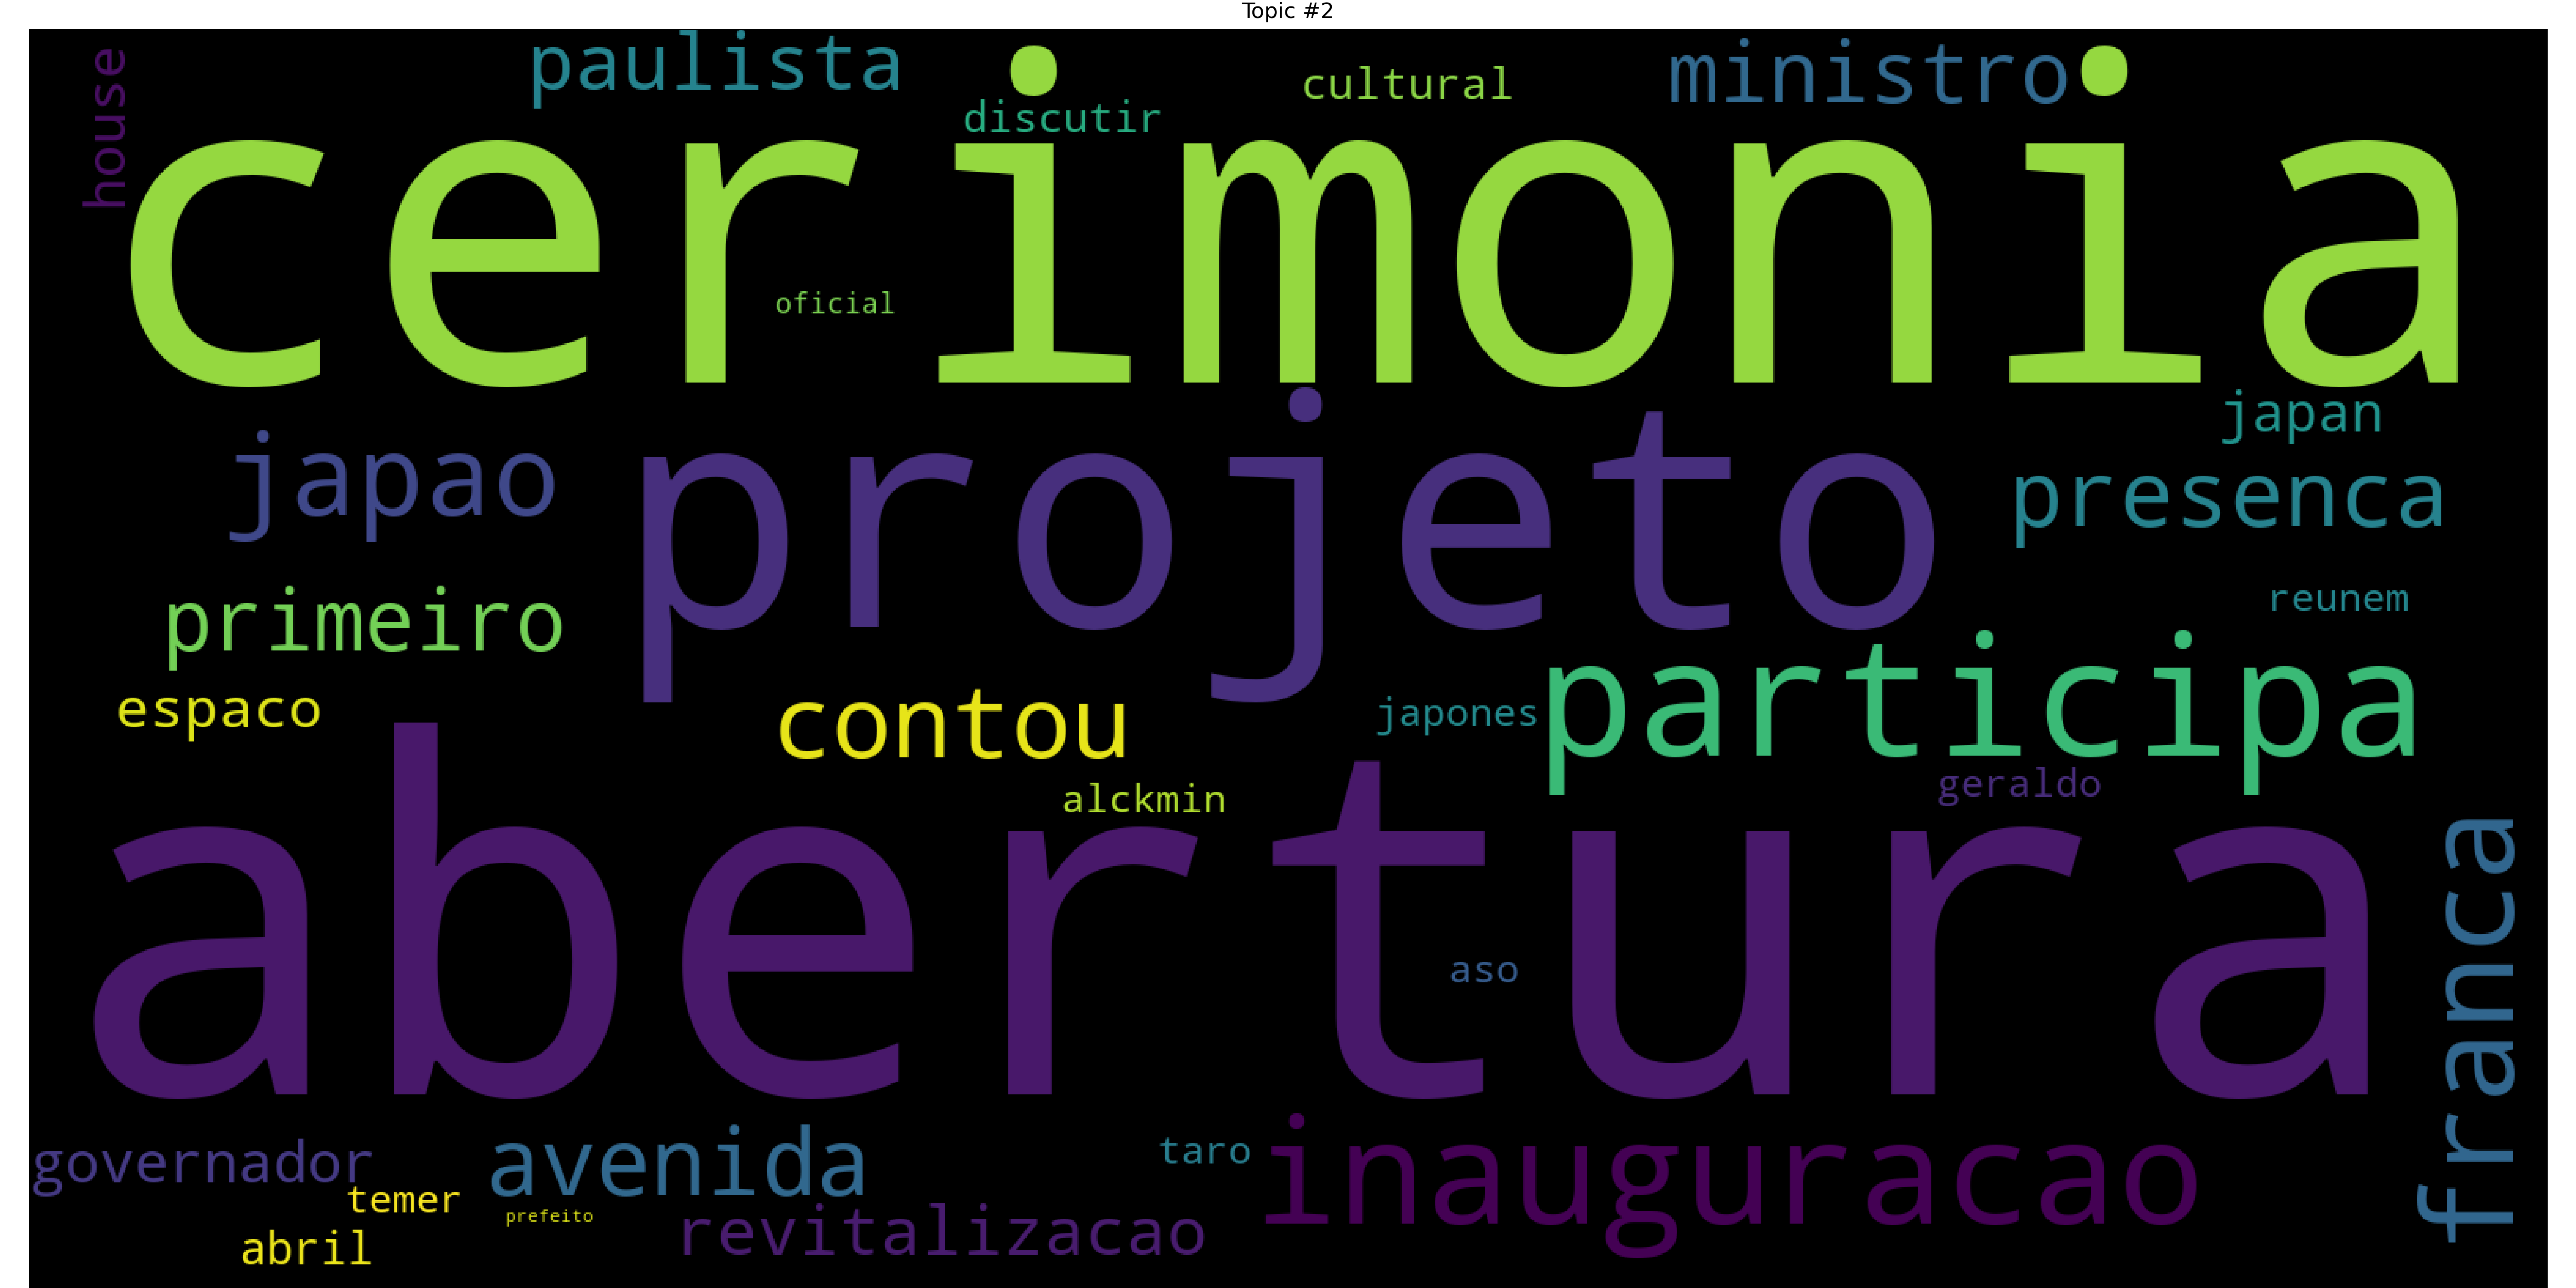 Topic #2
house
paulista
cultural
ministro
discutir
cerimonia
oficial
japao
projeto
japan
presenca
primeiro
reunem
espaco
contou
japones
participa
alckmin
geraldo
abertura
aso
franca
governador
avenida
taro
inauguracao
temer
prefeito
revitalizacao
abril